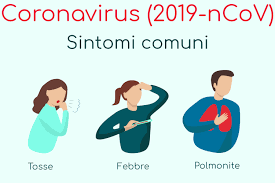 Coronavirus (2019-nCoV)
Sintomi comuni
Tosse Febbre Polmonite